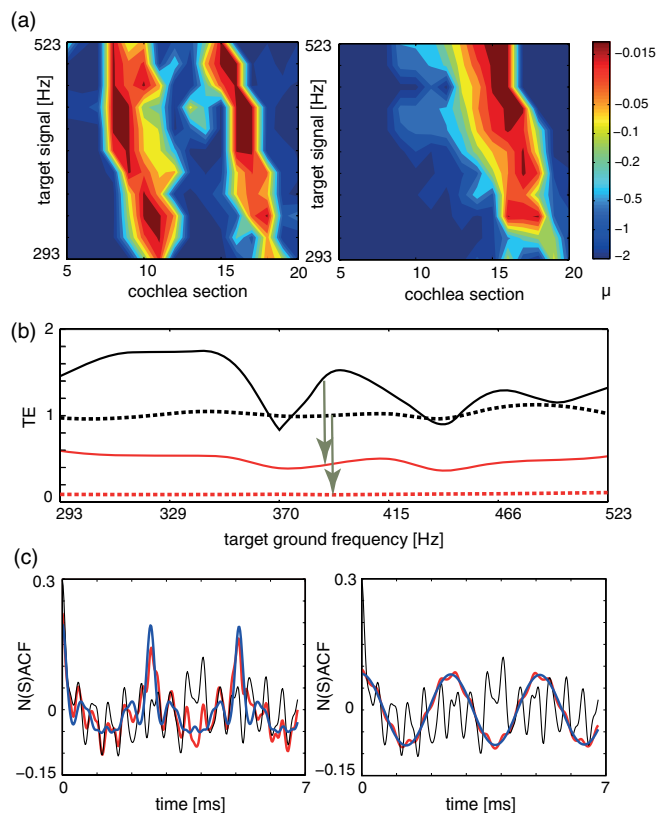 (a)
523
target signal [Hz]
293
5
10
15
20
cochlea section
523
target signal [Hz]
293
5
10
15
20
cochlea section
−0.015
−0.05
−0.1
−0.2
−0.5
−1
−2
μ
(b)
2
1
0
TE
293
329
370
415
466
523
target ground frequency [Hz]
(c)
0.3
0
−0.15
N(S)ACF
0
7
time [ms]
0.3
0
−0.15
N(S)ACF
0
7
time [ms]